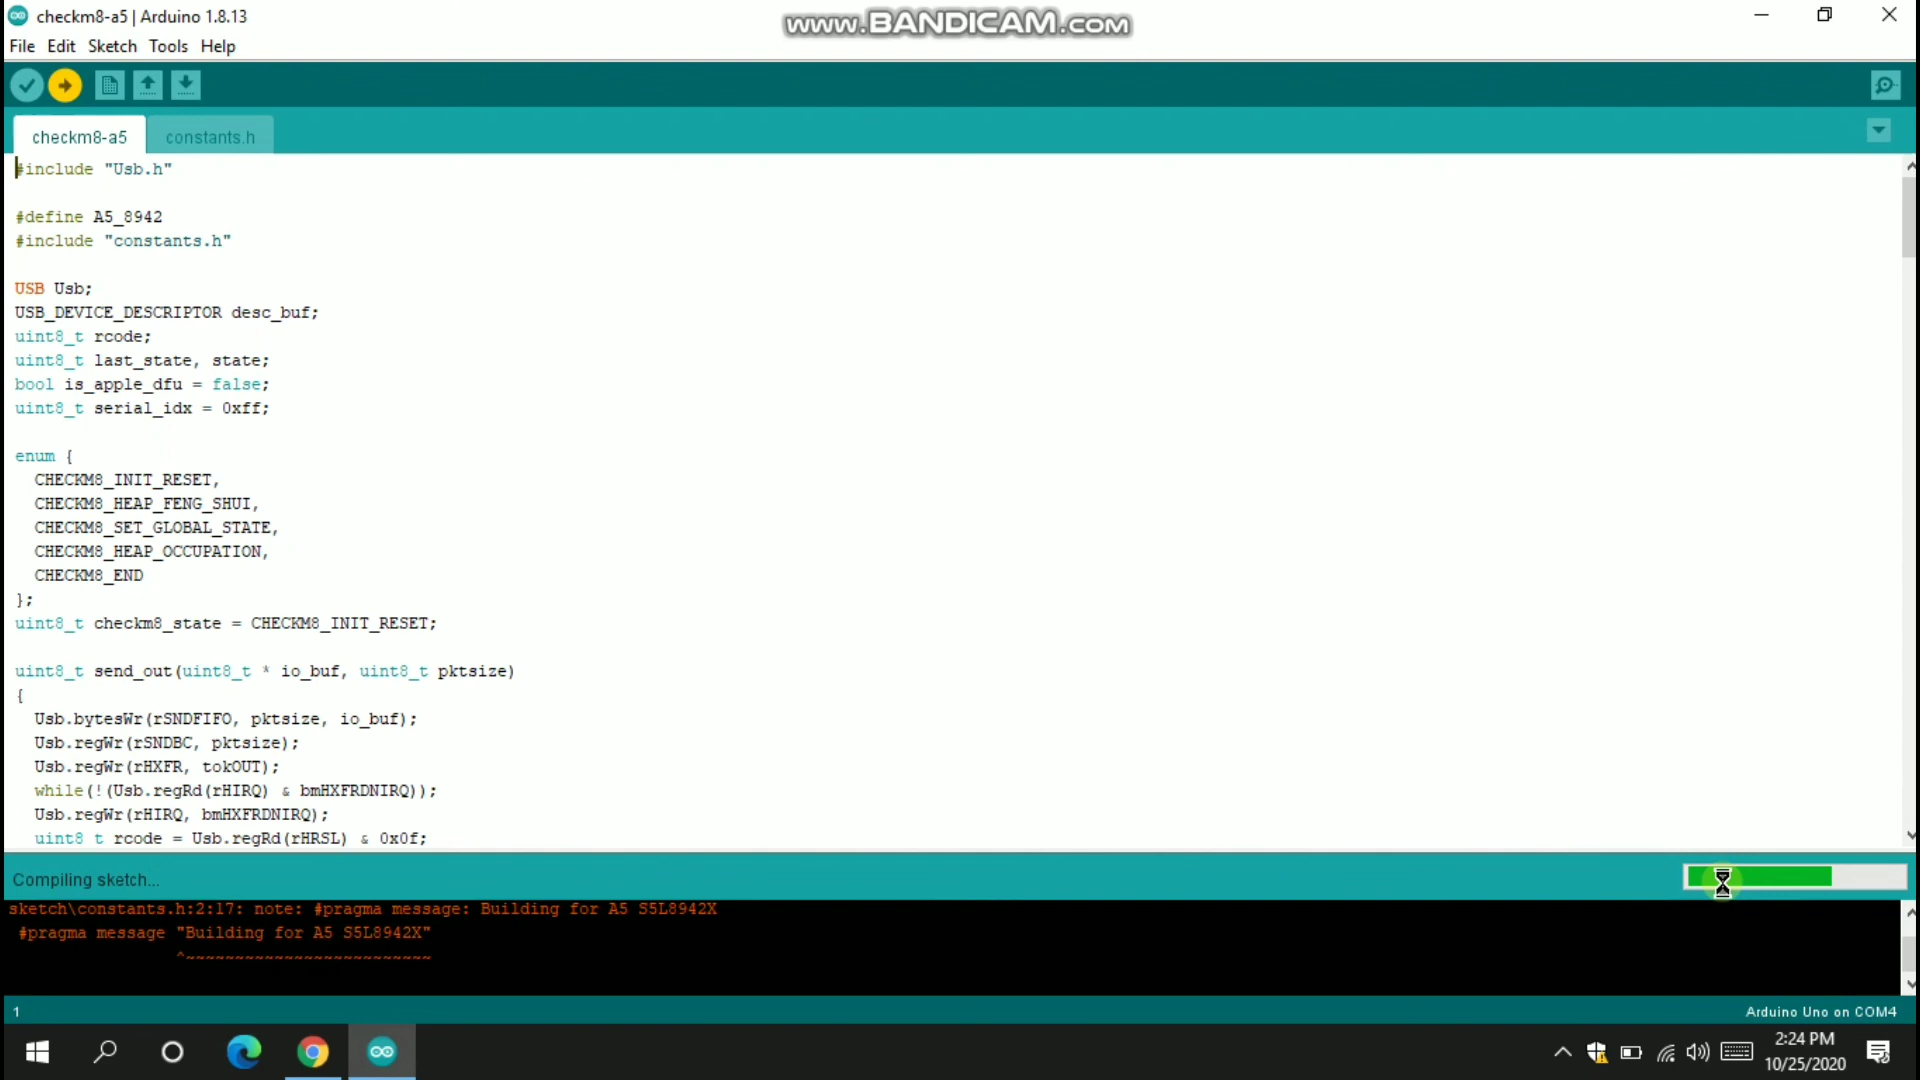 checkm8-a5 | Arduino 1.8.13
www.BANDICAM.com
File Edit Sketch Tools Help
checkm8-a5 constants.h
#include "Usb.h"
#define A5_8942
#include "constants.h"
USB Usb;
USB_DEVICE_DESCRIPTOR desc_buf;
uint8_t rcode;
uint8_t last_state, state;
bool is_apple_dfu = false;
uint8_t serial_idx = 0xff;
enum {
CHECKM8_INIT_RESET,
CHECKM8_HEAP_FENG_SHUI,
CHECKM8_SET_GLOBAL_STATE,
CHECKM8_HEAP_OCCUPATION,
CHECKM8_END
};
uint8_t checkm8_state = CHECKM8_INIT_RESET;
uint8_t send_out(uint8_t * io_buf, uint8_t pktsize)
{
Usb.bytesWr(rSNDFIFO, pktsize, io_buf);
Usb.regWr(rSNDBC, pktsize);
Usb.regWr(rHXFR, tokOUT);
while(!(Usb.regRd(rHIRQ) & bmHXFRDNIRQ));
Usb.regWr(rHIRQ, bmHXFRDNIRQ);
uint8_t rcode = Usb.regRd(rHRSL) & 0x0f;
Compiling sketch...
sketch\constants.h:2:17: note: #pragma message: Building for A5 S5L8942X
#pragma message "Building for A5 S5L8942X"
^~~~~~~~~~~~~~~~~~~~~~~~~~
1
Arduino Uno on COM4
2:24 PM
10/25/2020